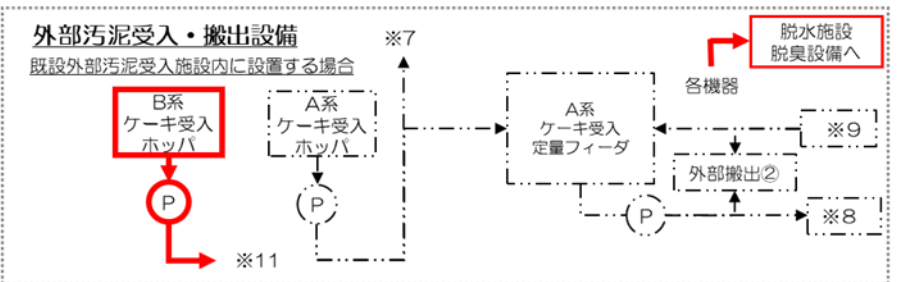 外部汚泥受入・搬出設備
既設外部汚泥受入施設内に設置する場合
※7
脱水施設
脱臭設備へ
各機器
B系
ケーキ受入
ホッパ
A系
ケーキ受入
ホッパ
A系
ケーキ受入
定量フィーダ
※9
外部搬出②
P
P
P
※8
※11